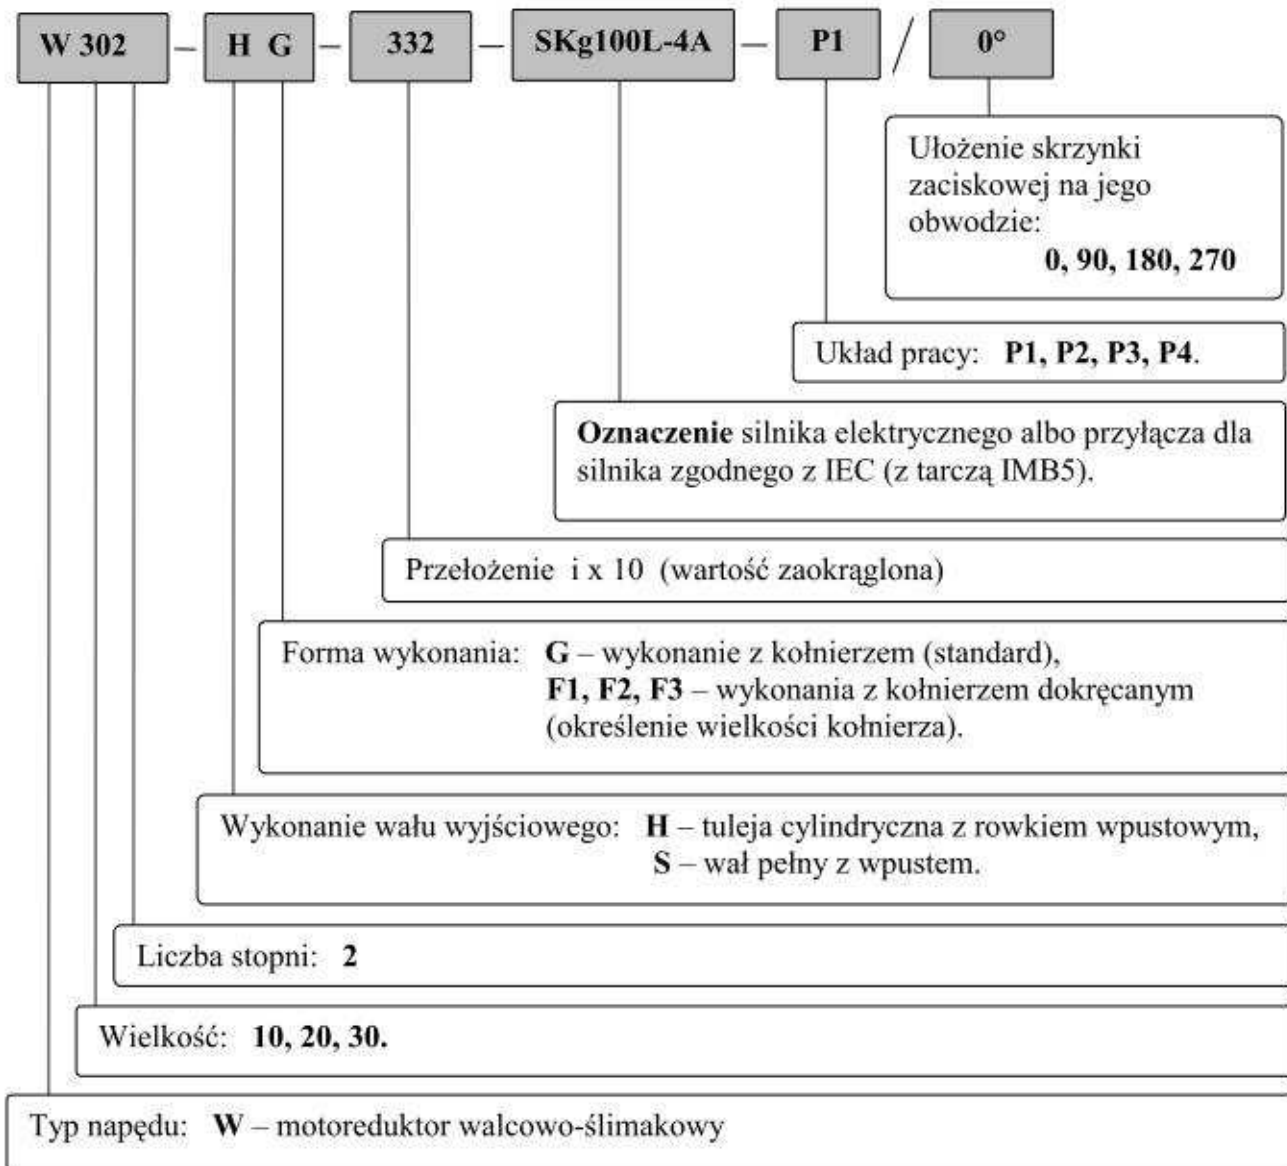 W 302 – H G – 332 – SKg100L-4A – P1 / 0°
Ułożenie skrzynki
zaciskowej na jego
obwodzie:
0, 90, 180, 270
Układ pracy: P1, P2, P3, P4.
Oznaczenie silnika elektrycznego albo przyłącza dla
silnika zgodnego z IEC (z tarczą IMB5).
Przełożenie i x 10 (wartość zaokrąglona)
Forma wykonania: G – wykonanie z kołnierzem (standard),
F1, F2, F3 – wykonania z kołnierzem dokręcanym
(określenie wielkości kołnierza).
Wykonanie wału wyjściowego: H – tuleja cylindryczna z rowkiem wpustowym,
S – wał pełny z wpustem.
Liczba stopni: 2
Wielkość: 10, 20, 30.
Typ napędu: W – motoreduktor walcowo-ślimakowy